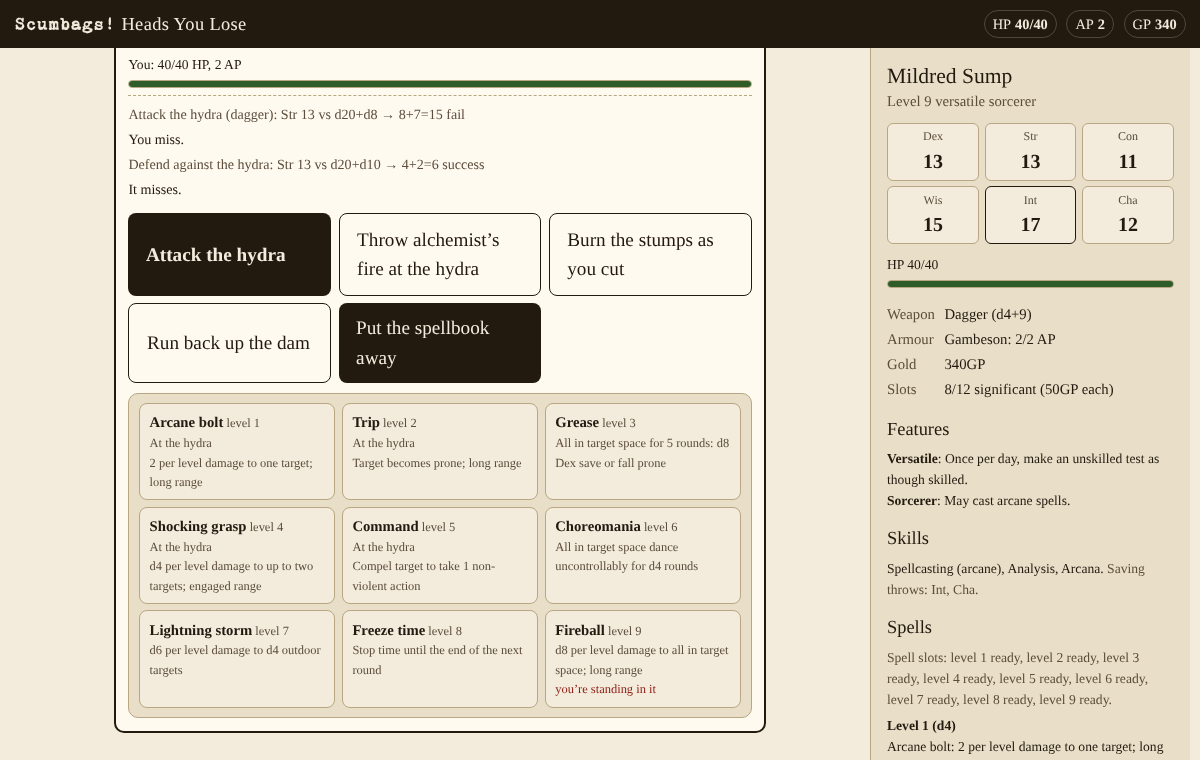 Scumbags! Heads You Lose
HP 40/40 AP 2 GP 340
You: 40/40 HP, 2 AP
Attack the hydra (dagger): Str 13 vs d20+d8 → 8+7=15 fail
You miss.
Defend against the hydra: Str 13 vs d20+d10 → 4+2=6 success
It misses.
Attack the hydra
Throw alchemist’s
fire at the hydra
Burn the stumps as
you cut
Run back up the dam
Put the spellbook
away
Arcane bolt level 1
At the hydra
2 per level damage to one target;
long range
Trip level 2
At the hydra
Target becomes prone; long range
Grease level 3
All in target space for 5 rounds: d8
Dex save or fall prone
Shocking grasp level 4
At the hydra
d4 per level damage to up to two
targets; engaged range
Command level 5
At the hydra
Compel target to take 1 non-
violent action
Choreomania level 6
All in target space dance
uncontrollably for d4 rounds
Lightning storm level 7
d6 per level damage to d4 outdoor
targets
Freeze time level 8
Stop time until the end of the next
round
Fireball level 9
d8 per level damage to all in target
space; long range
you’re standing in it
Mildred Sump
Level 9 versatile sorcerer
Dex Str Con
13 13 11
Wis Int Cha
15 17 12
HP 40/40
Weapon Dagger (d4+9)
Armour Gambeson: 2/2 AP
Gold 340GP
Slots 8/12 significant (50GP each)
Features
Versatile: Once per day, make an unskilled test as
though skilled.
Sorcerer: May cast arcane spells.
Skills
Spellcasting (arcane), Analysis, Arcana. Saving
throws: Int, Cha.
Spells
Spell slots: level 1 ready, level 2 ready, level 3
ready, level 4 ready, level 5 ready, level 6 ready,
level 7 ready, level 8 ready, level 9 ready.
Level 1 (d4)
Arcane bolt: 2 per level damage to one target; long